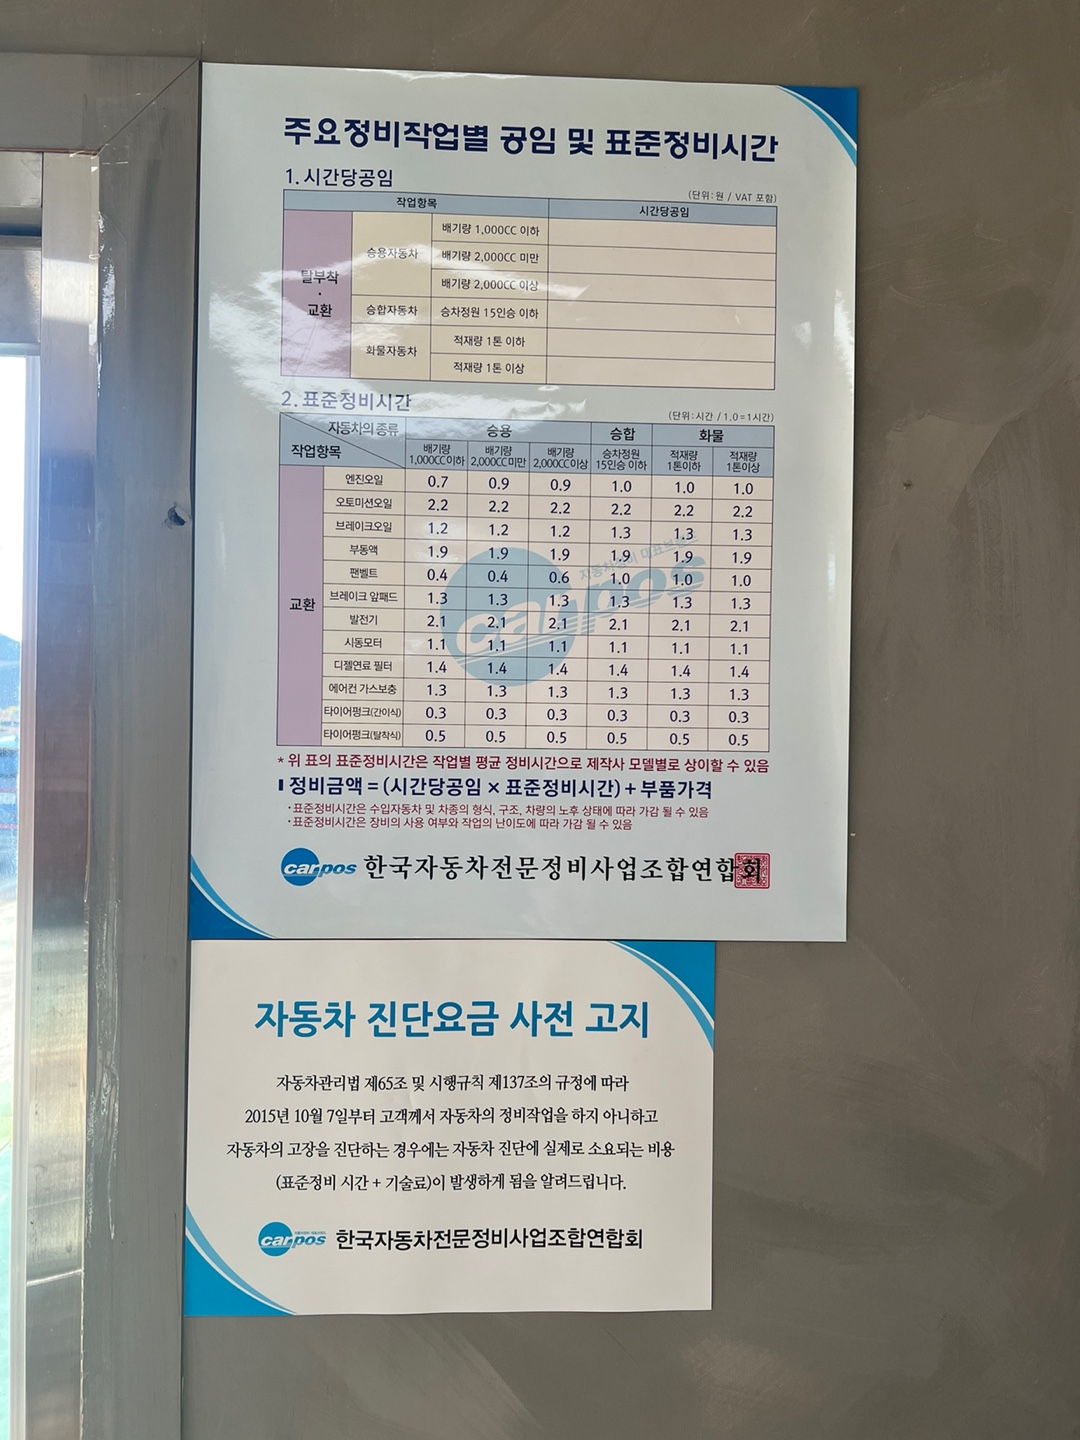 주요정비작업별 공임 및 표준정비시간
1. 시간당공임
(단위:원 / VAT 포함)
작업항목 시간당공임
탈부착 · 교환
승용자동차 배기량 1,000CC 이하
배기량 2,000CC 미만
배기량 2,000CC 이상
승합자동차 승차정원 15인승 이하
화물자동차 적재량 1톤 이하
적재량 1톤 이상
2. 표준정비시간
(단위:시간 / 1.0=1시간)
자동차의 종류 승용 승합 화물
작업항목 배기량 1,000CC이하 배기량 2,000CC미만 배기량 2,000CC이상 승차정원 15인승 이하 적재량 1톤이하 적재량 1톤이상
교환
엔진오일 0.7 0.9 0.9 1.0 1.0 1.0
오토미션오일 2.2 2.2 2.2 2.2 2.2 2.2
브레이크오일 1.2 1.2 1.2 1.3 1.3 1.3
부동액 1.9 1.9 1.9 1.9 1.9 1.9
팬벨트 0.4 0.4 0.6 1.0 1.0 1.0
브레이크 앞패드 1.3 1.3 1.3 1.3 1.3 1.3
발전기 2.1 2.1 2.1 2.1 2.1 2.1
시동모터 1.1 1.1 1.1 1.1 1.1 1.1
디젤연료 필터 1.4 1.4 1.4 1.4 1.4 1.4
에어컨 가스보충 1.3 1.3 1.3 1.3 1.3 1.3
타이어펑크(간이식) 0.3 0.3 0.3 0.3 0.3 0.3
타이어펑크(탈착식) 0.5 0.5 0.5 0.5 0.5 0.5
carpos
* 위 표의 표준정비시간은 작업별 평균 정비시간으로 제작사 모델별로 상이할 수 있음
정비금액 = (시간당공임 × 표준정비시간) + 부품가격
· 표준정비시간은 수입자동차 및 차종의 형식, 구조, 차량의 노후 상태에 따라 가감 될 수 있음
· 표준정비시간은 장비의 사용 여부와 작업의 난이도에 따라 가감 될 수 있음
carpos 한국자동차전문정비사업조합연합회
자동차 진단요금 사전 고지
자동차관리법 제65조 및 시행규칙 제137조의 규정에 따라
2015년 10월 7일부터 고객께서 자동차의 정비작업을 하지 아니하고
자동차의 고장을 진단하는 경우에는 자동차 진단에 실제로 소요되는 비용
(표준정비 시간 + 기술료)이 발생하게 됨을 알려드립니다.
carpos 한국자동차전문정비사업조합연합회